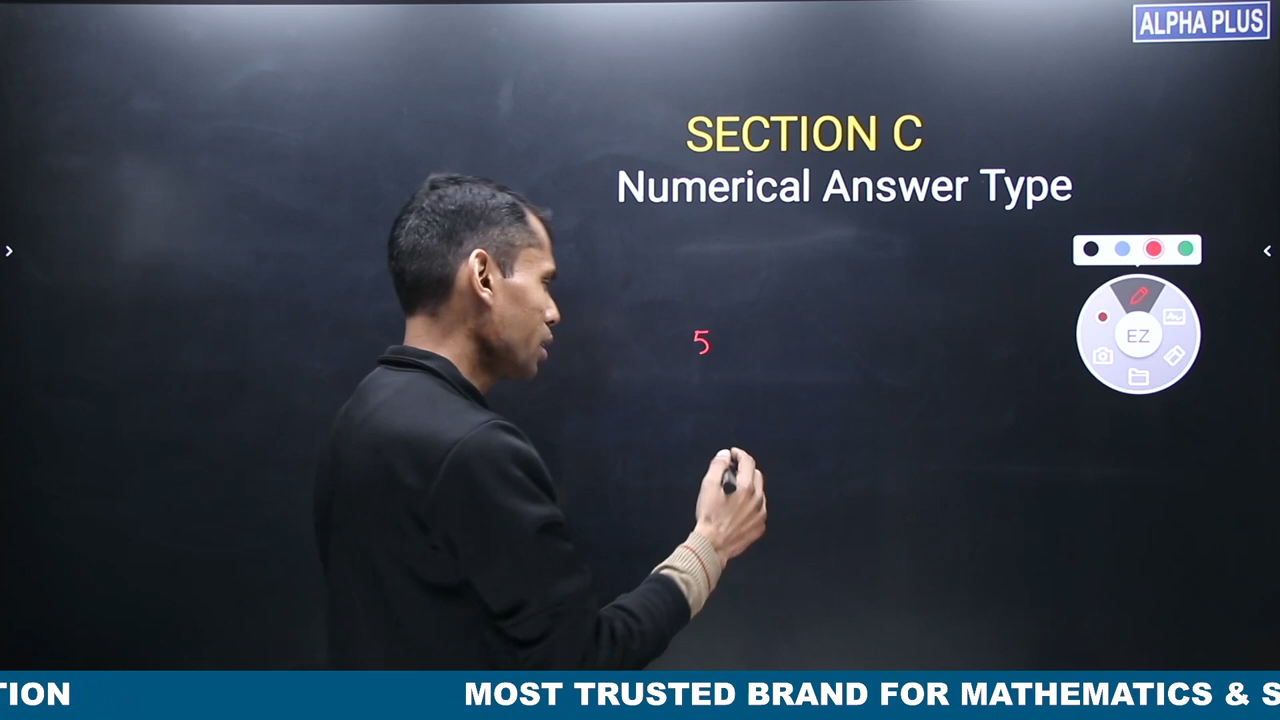 ALPHA PLUS
SECTION C
Numerical Answer Type
EZ
5
TION MOST TRUSTED BRAND FOR MATHEMATICS & S